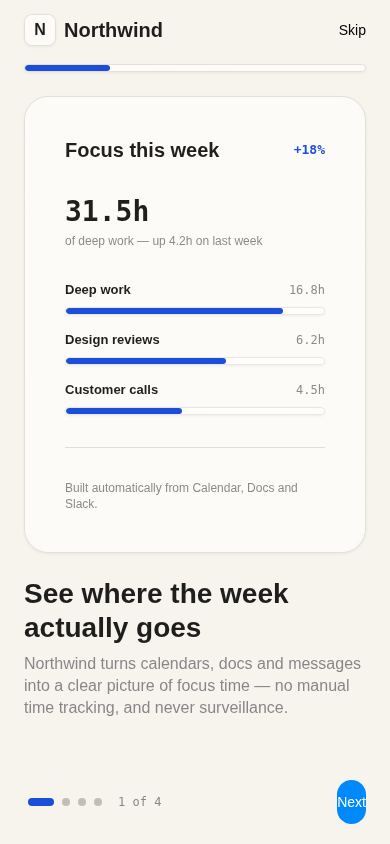 N Northwind Skip
Focus this week +18%
31.5h
of deep work — up 4.2h on last week
Deep work 16.8h
Design reviews 6.2h
Customer calls 4.5h
Built automatically from Calendar, Docs and
Slack.
See where the week
actually goes
Northwind turns calendars, docs and messages
into a clear picture of focus time — no manual
time tracking, and never surveillance.
1 of 4 Next